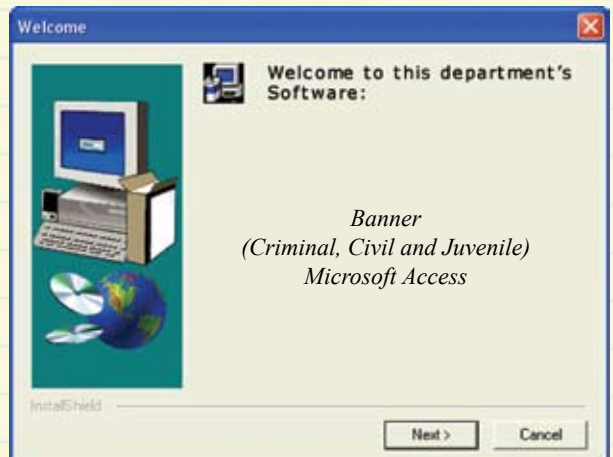 Welcome
Welcome to this department's
Software:
Banner
(Criminal, Civil and Juvenile)
Microsoft Access
InstallShield
Next >
Cancel